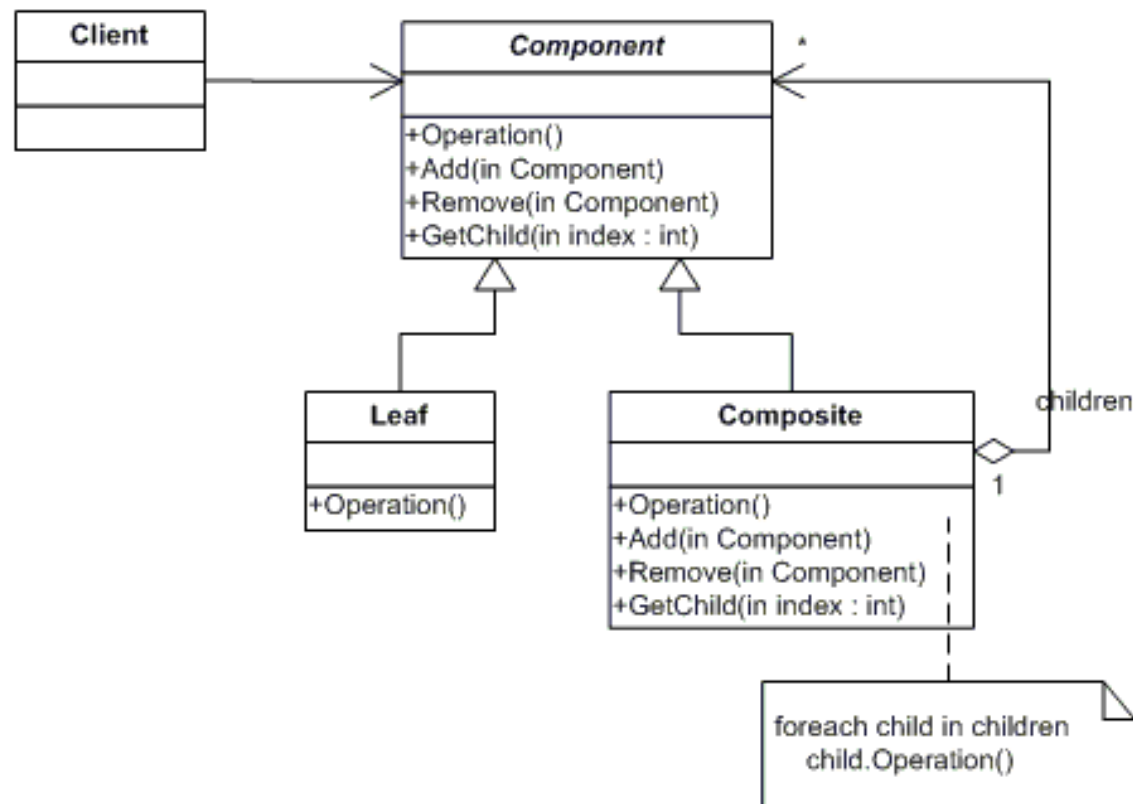 Client
Component
*
+Operation()
+Add(in Component)
+Remove(in Component)
+GetChild(in index : int)
children
Leaf
+Operation()
Composite
1
+Operation()
+Add(in Component)
+Remove(in Component)
+GetChild(in index : int)
foreach child in children
child.Operation()